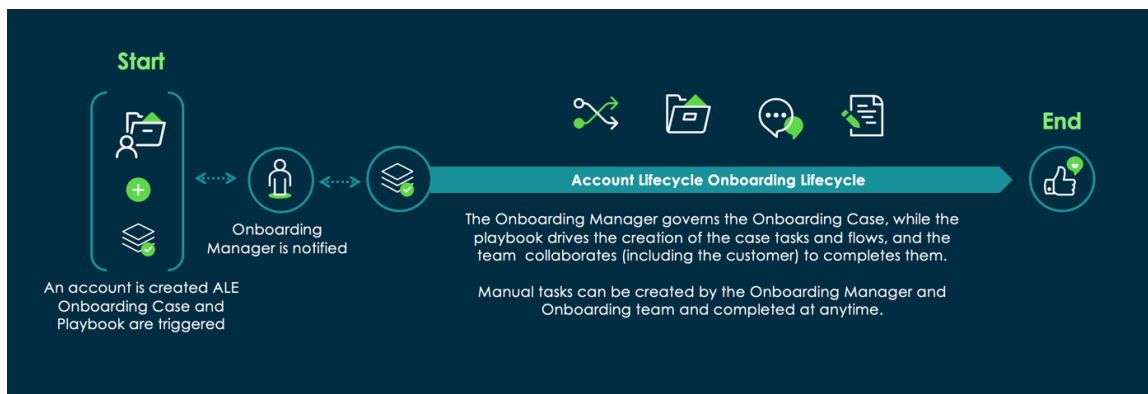 Start
An account is created ALE
Onboarding Case and
Playbook are triggered
Onboarding
Manager is notified
Account Lifecycle Onboarding Lifecycle
The Onboarding Manager governs the Onboarding Case, while the
playbook drives the creation of the case tasks and flows, and the
team collaborates (including the customer) to completes them.
Manual tasks can be created by the Onboarding Manager and
Onboarding team and completed at anytime.
End